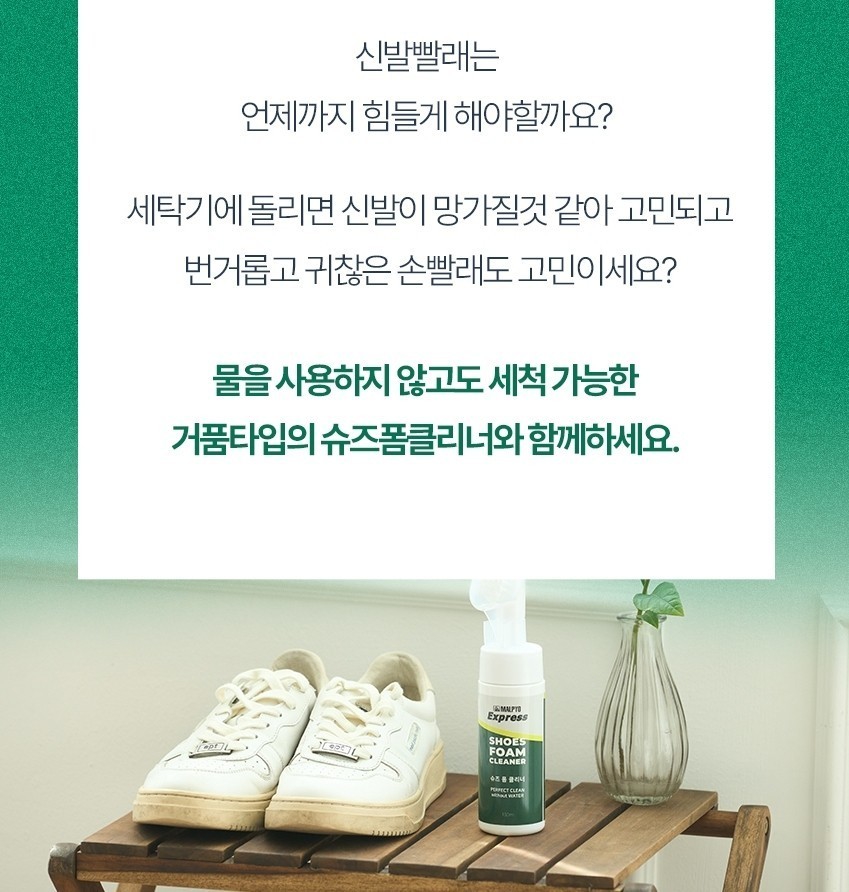 신발빨래는
언제까지 힘들게 해야할까요?
세탁기에 돌리면 신발이 망가질것 같아 고민되고
번거롭고 귀찮은 손빨래도 고민이세요?
물을 사용하지 않고도 세척 가능한
거품타입의 슈즈폼클리너와 함께하세요.
MALPYO
Express
SHOES
FOAM
CLEANER
슈즈 폼 클리너
PERFECT CLEAN
without WATER